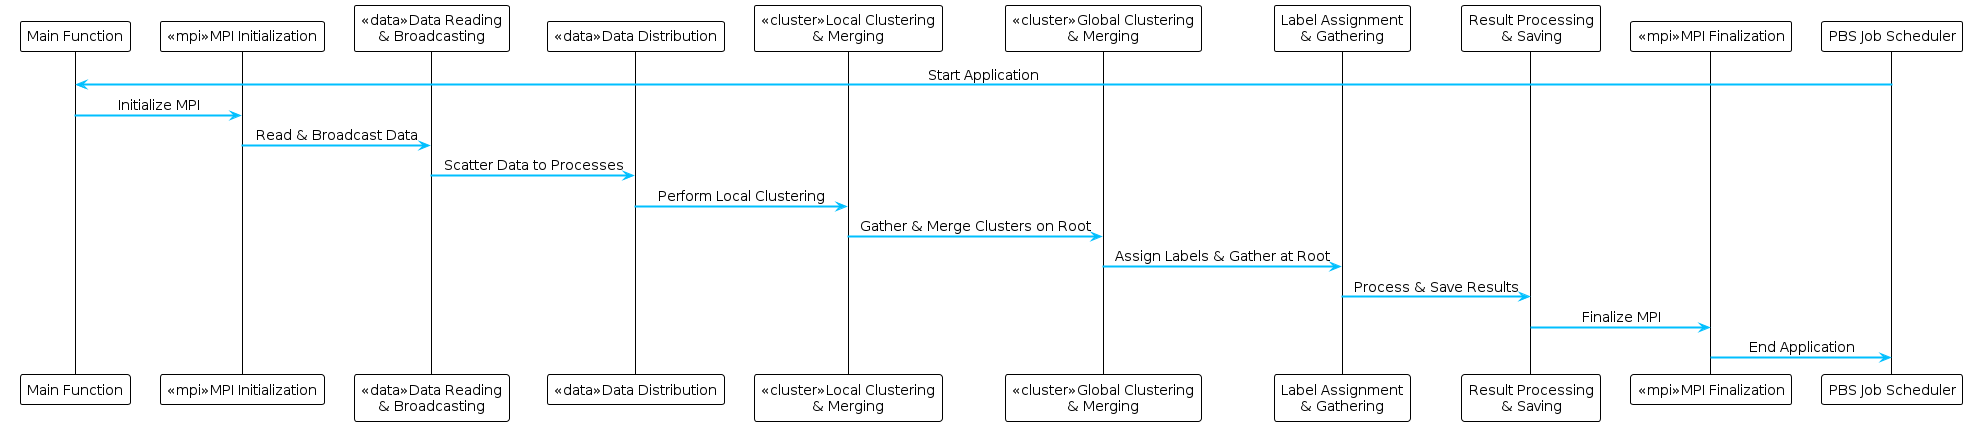 Main Function
«mpi»MPI Initialization
«data»Data Reading
& Broadcasting
«data»Data Distribution
«cluster»Local Clustering
& Merging
«cluster»Global Clustering
& Merging
Label Assignment
& Gathering
Result Processing
& Saving
«mpi»MPI Finalization
PBS Job Scheduler
Start Application
Initialize MPI
Read & Broadcast Data
Scatter Data to Processes
Perform Local Clustering
Gather & Merge Clusters on Root
Assign Labels & Gather at Root
Process & Save Results
Finalize MPI
End Application
Main Function
«mpi»MPI Initialization
«data»Data Reading
& Broadcasting
«data»Data Distribution
«cluster»Local Clustering
& Merging
«cluster»Global Clustering
& Merging
Label Assignment
& Gathering
Result Processing
& Saving
«mpi»MPI Finalization
PBS Job Scheduler